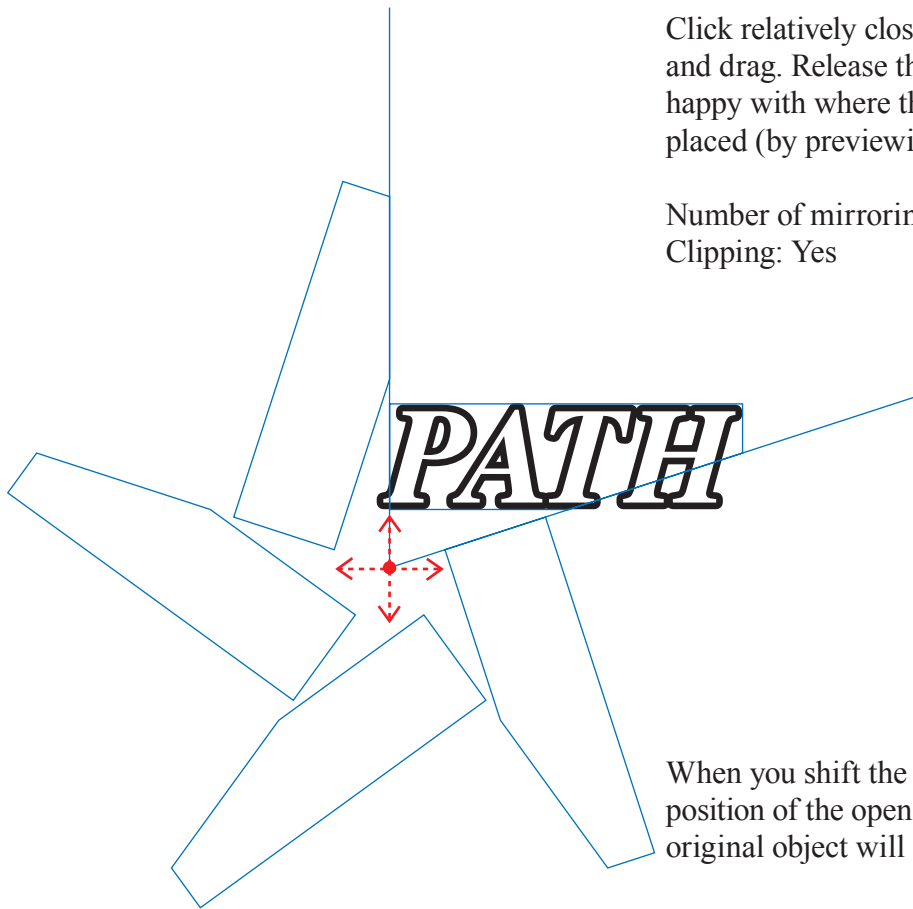 Click relatively clos
and drag. Release th
happy with where th
placed (by previewi
Number of mirrorin
Clipping: Yes
PATH
When you shift the
position of the open
original object will